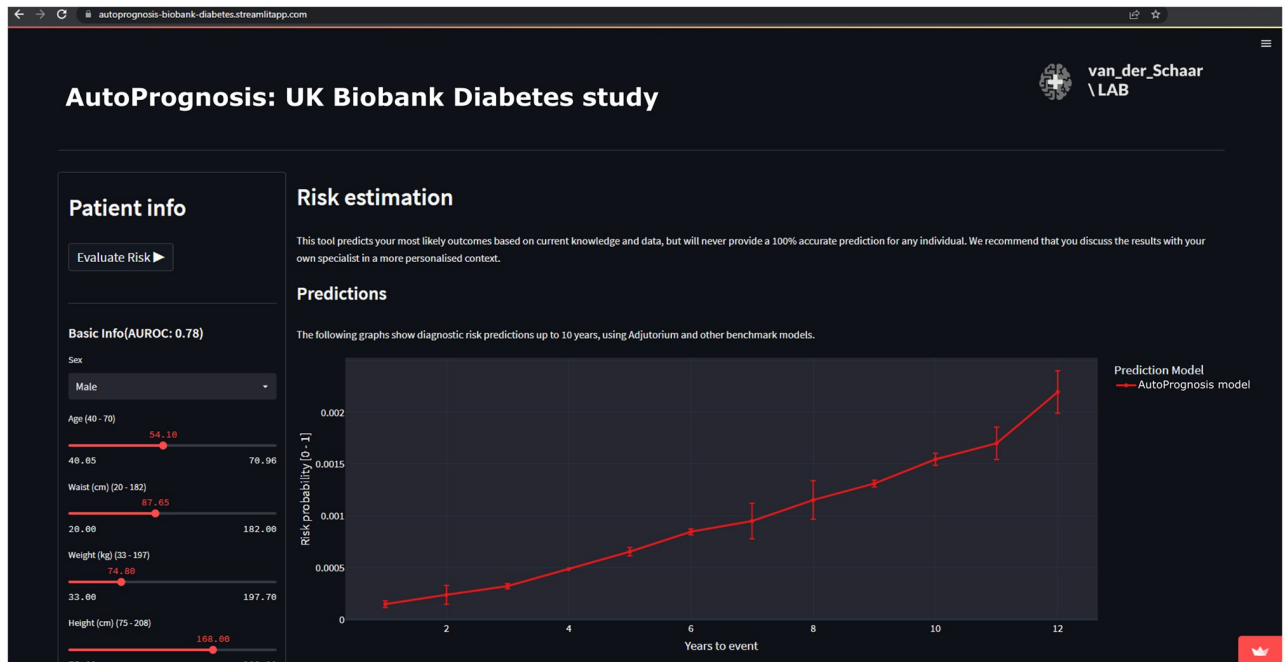 autoprognosis-biobank-diabetes.streamlitapp.com
AutoPrognosis: UK Biobank Diabetes study
van_der_Schaar
\ LAB
Patient info
Evaluate Risk
Basic Info(AUROC: 0.78)
Sex
Male
Age (40 - 70)
54.10
40.05 70.96
Waist (cm) (20 - 182)
87.65
20.00 182.00
Weight (kg) (33 - 197)
74.80
33.00 197.70
Height (cm) (75 - 208)
168.00
Risk estimation
This tool predicts your most likely outcomes based on current knowledge and data, but will never provide a 100% accurate prediction for any individual. We recommend that you discuss the results with your
own specialist in a more personalised context.
Predictions
The following graphs show diagnostic risk predictions up to 10 years, using Adjutorium and other benchmark models.
Risk probability [0 - 1]
0.002
0.0015
0.001
0.0005
0
2 4 6 8 10 12
Years to event
Prediction Model
AutoPrognosis model